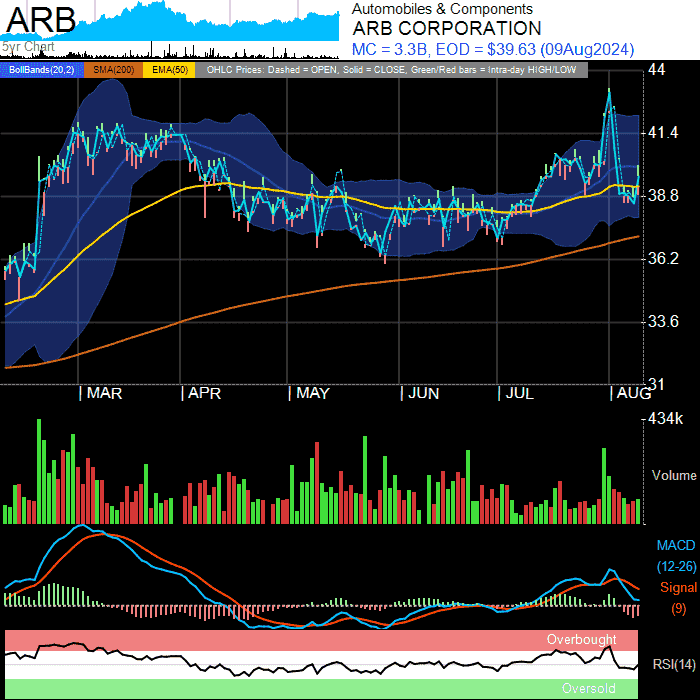 ARB
5yr Chart
Automobiles & Components
ARB CORPORATION
MC = 3.3B, EOD = $39.63 (09Aug2024)
BollBands(20,2) SMA(200) EMA(50) OHLC Prices: Dashed = OPEN, Solid = CLOSE, Green/Red bars = Intra-day HIGH/LOW
44
41.4
38.8
36.2
33.6
31
MAR APR MAY JUN JUL AUG
434k
Volume
MACD
(12-26)
Signal
(9)
Overbought
RSI(14)
Oversold